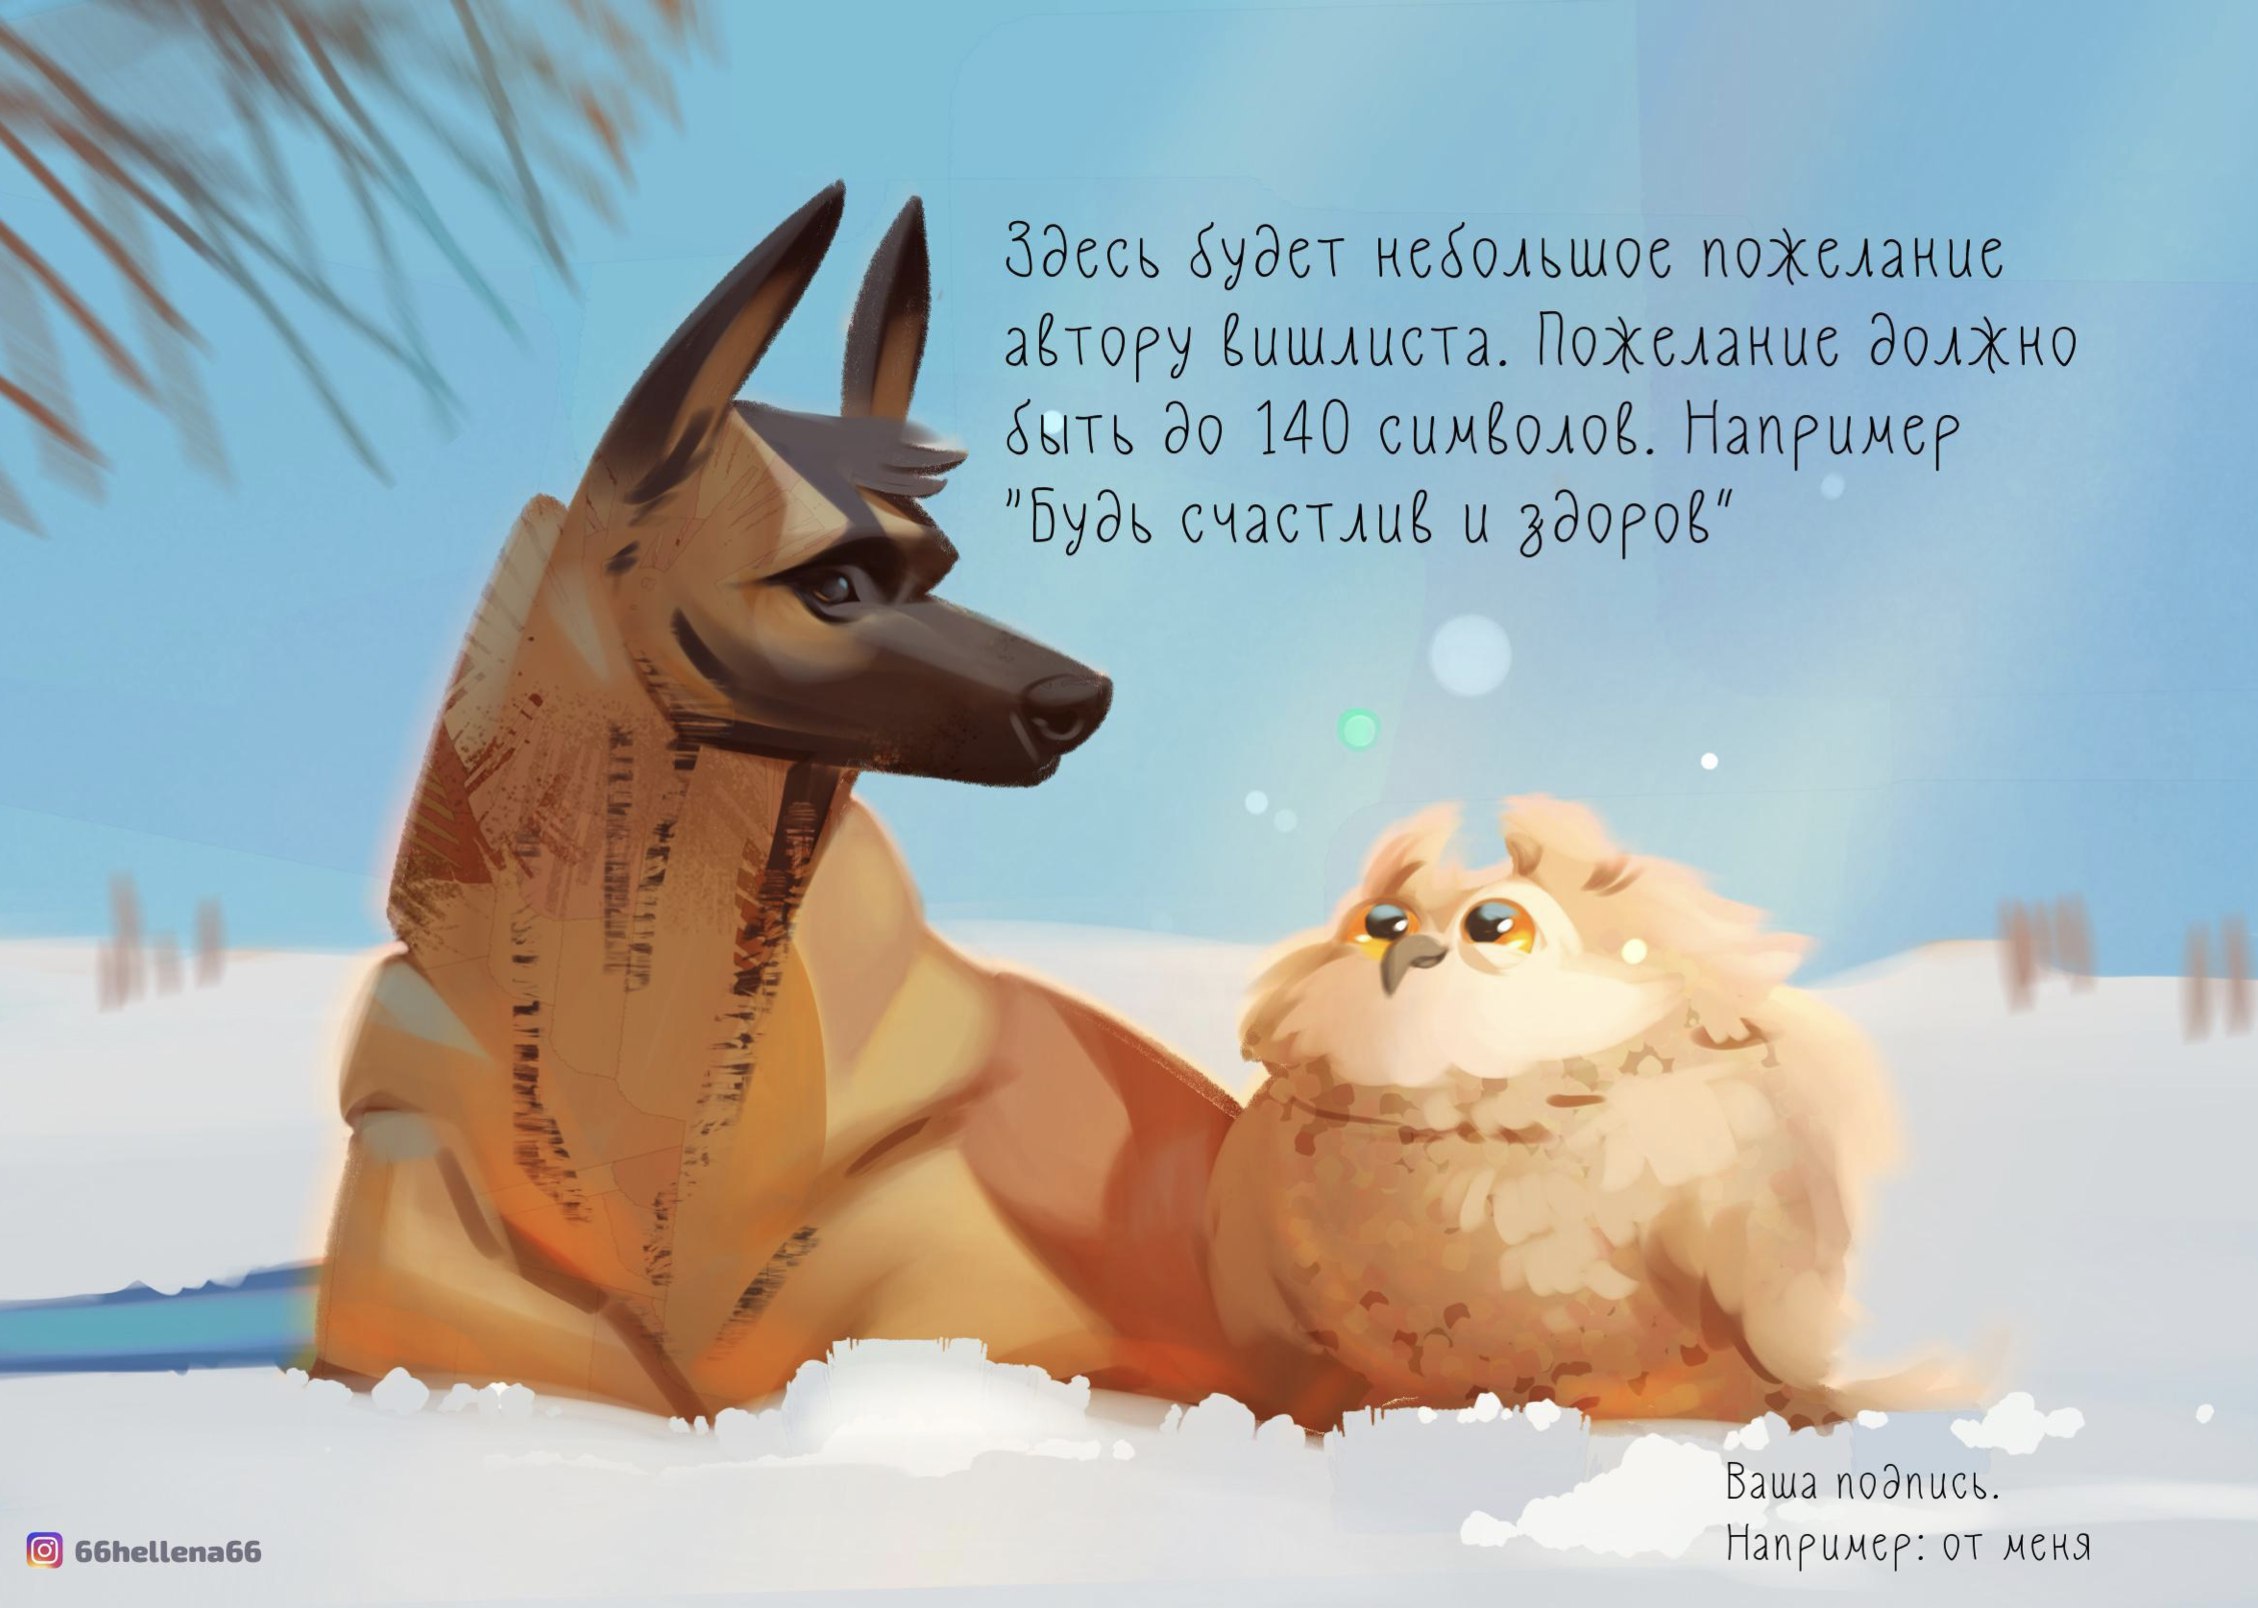 Здесь будет небольшое пожелание
автору вишлиста. Пожелание должно
быть до 140 символов. Например
"Будь счастлив и здоров"
Ваша подпись.
Например: от меня
66hellena66